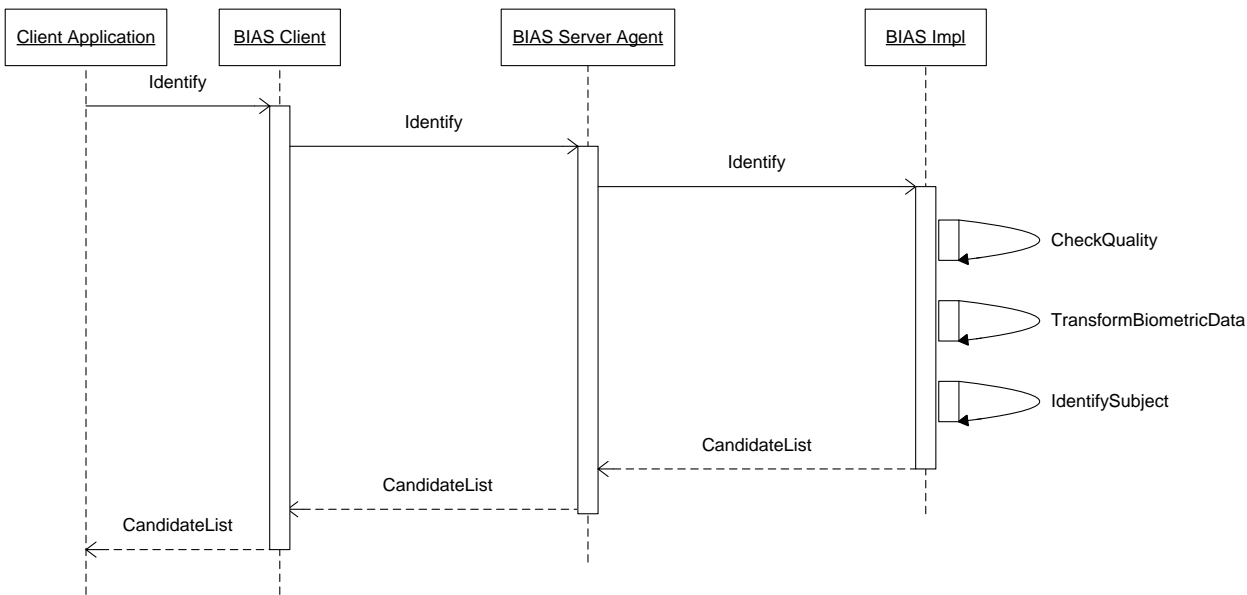 Client Application
BIAS Client
BIAS Server Agent
BIAS Impl
Identify
Identify
Identify
CheckQuality
TransformBiometricData
IdentifySubject
CandidateList
CandidateList
CandidateList